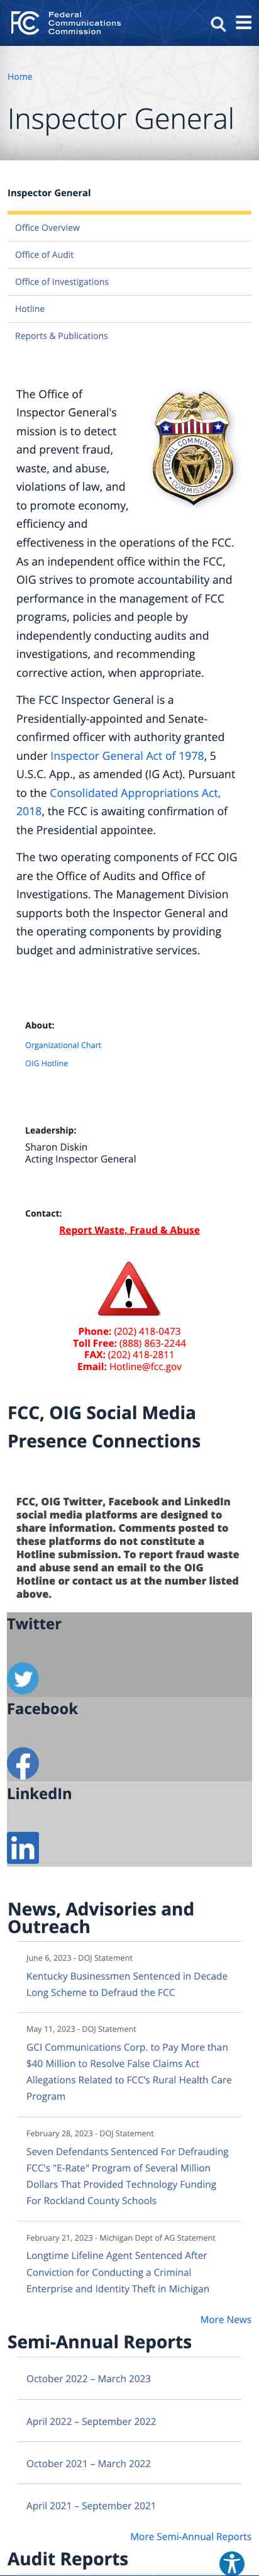 Federal
Communications
Commission
Home
Inspector General
Inspector General
Office Overview
Office of Audit
Office of Investigations
Hotline
Reports & Publications
The Office of
Inspector General's
mission is to detect
and prevent fraud,
waste, and abuse,
violations of law, and
to promote economy,
efficiency and
effectiveness in the operations of the FCC.
As an independent office within the FCC,
OIG strives to promote accountability and
performance in the management of FCC
programs, policies and people by
independently conducting audits and
investigations, and recommending
corrective action, when appropriate.
The FCC Inspector General is a
Presidentially-appointed and Senate-
confirmed officer with authority granted
under Inspector General Act of 1978, 5
U.S.C. App., as amended (IG Act). Pursuant
to the Consolidated Appropriations Act,
2018, the FCC is awaiting confirmation of
the Presidential appointee.
The two operating components of FCC OIG
are the Office of Audits and Office of
Investigations. The Management Division
supports both the Inspector General and
the operating components by providing
budget and administrative services.
About:
Organizational Chart
OIG Hotline
Leadership:
Sharon Diskin
Acting Inspector General
Contact:
Report Waste, Fraud & Abuse
Phone: (202) 418-0473
Toll Free: (888) 863-2244
FAX: (202) 418-2811
Email: Hotline@fcc.gov
FCC, OIG Social Media
Presence Connections
FCC, OIG Twitter, Facebook and LinkedIn
social media platforms are designed to
share information. Comments posted to
these platforms do not constitute a
Hotline submission. To report fraud waste
and abuse send an email to the OIG
Hotline or contact us at the number listed
above.
Twitter
Facebook
LinkedIn
News, Advisories and
Outreach
June 6, 2023 - DOJ Statement
Kentucky Businessmen Sentenced in Decade
Long Scheme to Defraud the FCC
May 11, 2023 - DOJ Statement
GCI Communications Corp. to Pay More than
$40 Million to Resolve False Claims Act
Allegations Related to FCC's Rural Health Care
Program
February 28, 2023 - DOJ Statement
Seven Defendants Sentenced For Defrauding
FCC's "E-Rate" Program of Several Million
Dollars That Provided Technology Funding
For Rockland County Schools
February 21, 2023 - Michigan Dept of AG Statement
Longtime Lifeline Agent Sentenced After
Conviction for Conducting a Criminal
Enterprise and Identity Theft in Michigan
More News
Semi-Annual Reports
October 2022 – March 2023
April 2022 – September 2022
October 2021 – March 2022
April 2021 – September 2021
More Semi-Annual Reports
Audit Reports